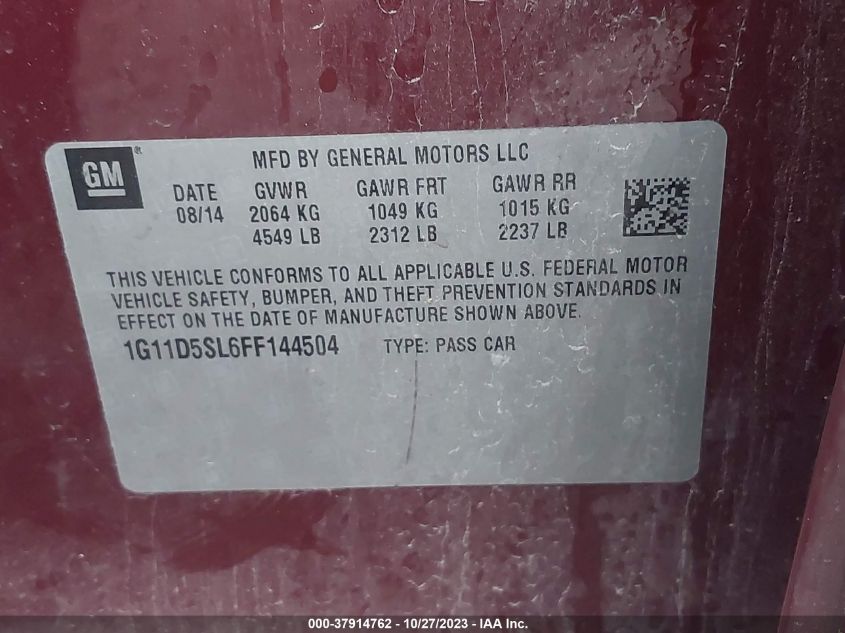 GM
MFD BY GENERAL MOTORS LLC
DATE GVWR GAWR FRT GAWR RR
08/14 2064 KG 1049 KG 1015 KG
4549 LB 2312 LB 2237 LB
THIS VEHICLE CONFORMS TO ALL APPLICABLE U.S. FEDERAL MOTOR
VEHICLE SAFETY, BUMPER, AND THEFT PREVENTION STANDARDS IN
EFFECT ON THE DATE OF MANUFACTURE SHOWN ABOVE.
1G11D5SL6FF144504 TYPE: PASS CAR
000-37914762 - 10/27/2023 - IAA Inc.